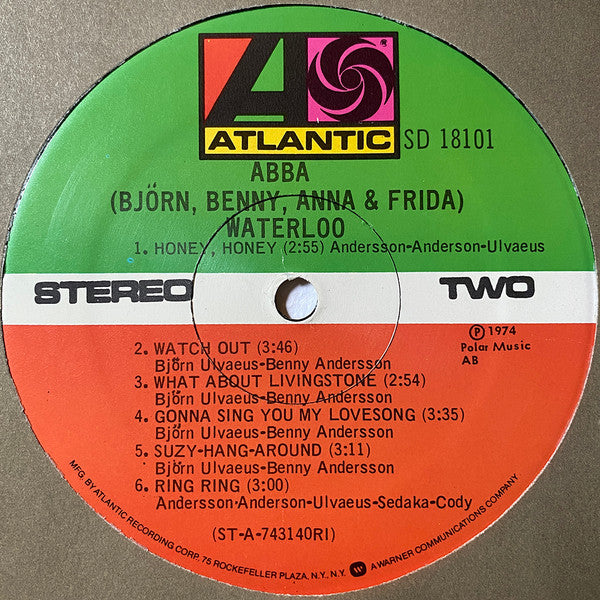 A
ATLANTIC ®
SD 18101
ABBA
(BJÖRN, BENNY, ANNA & FRIDA)
WATERLOO
1. HONEY, HONEY (2:55) Andersson-Anderson-Ulvaeus
STEREO
TWO
2. WATCH OUT (3:46)
Björn Ulvaeus-Benny Andersson
3. WHAT ABOUT LIVINGSTONE (2:54)
Björn Ulvaeus-Benny Andersson
4. GONNA SING YOU MY LOVESONG (3:35)
Björn Ulvaeus-Benny Andersson
5. SUZY-HANG-AROUND (3:11)
Björn Ulvaeus-Benny Andersson
6. RING RING (3:00)
Andersson-Anderson-Ulvaeus-Sedaka-Cody
℗ 1974
Polar Music
AB
(ST-A-743140RI)
MFG. BY ATLANTIC RECORDING CORP., 75 ROCKEFELLER PLAZA, N.Y., N.Y. W A WARNER COMMUNICATIONS COMPANY